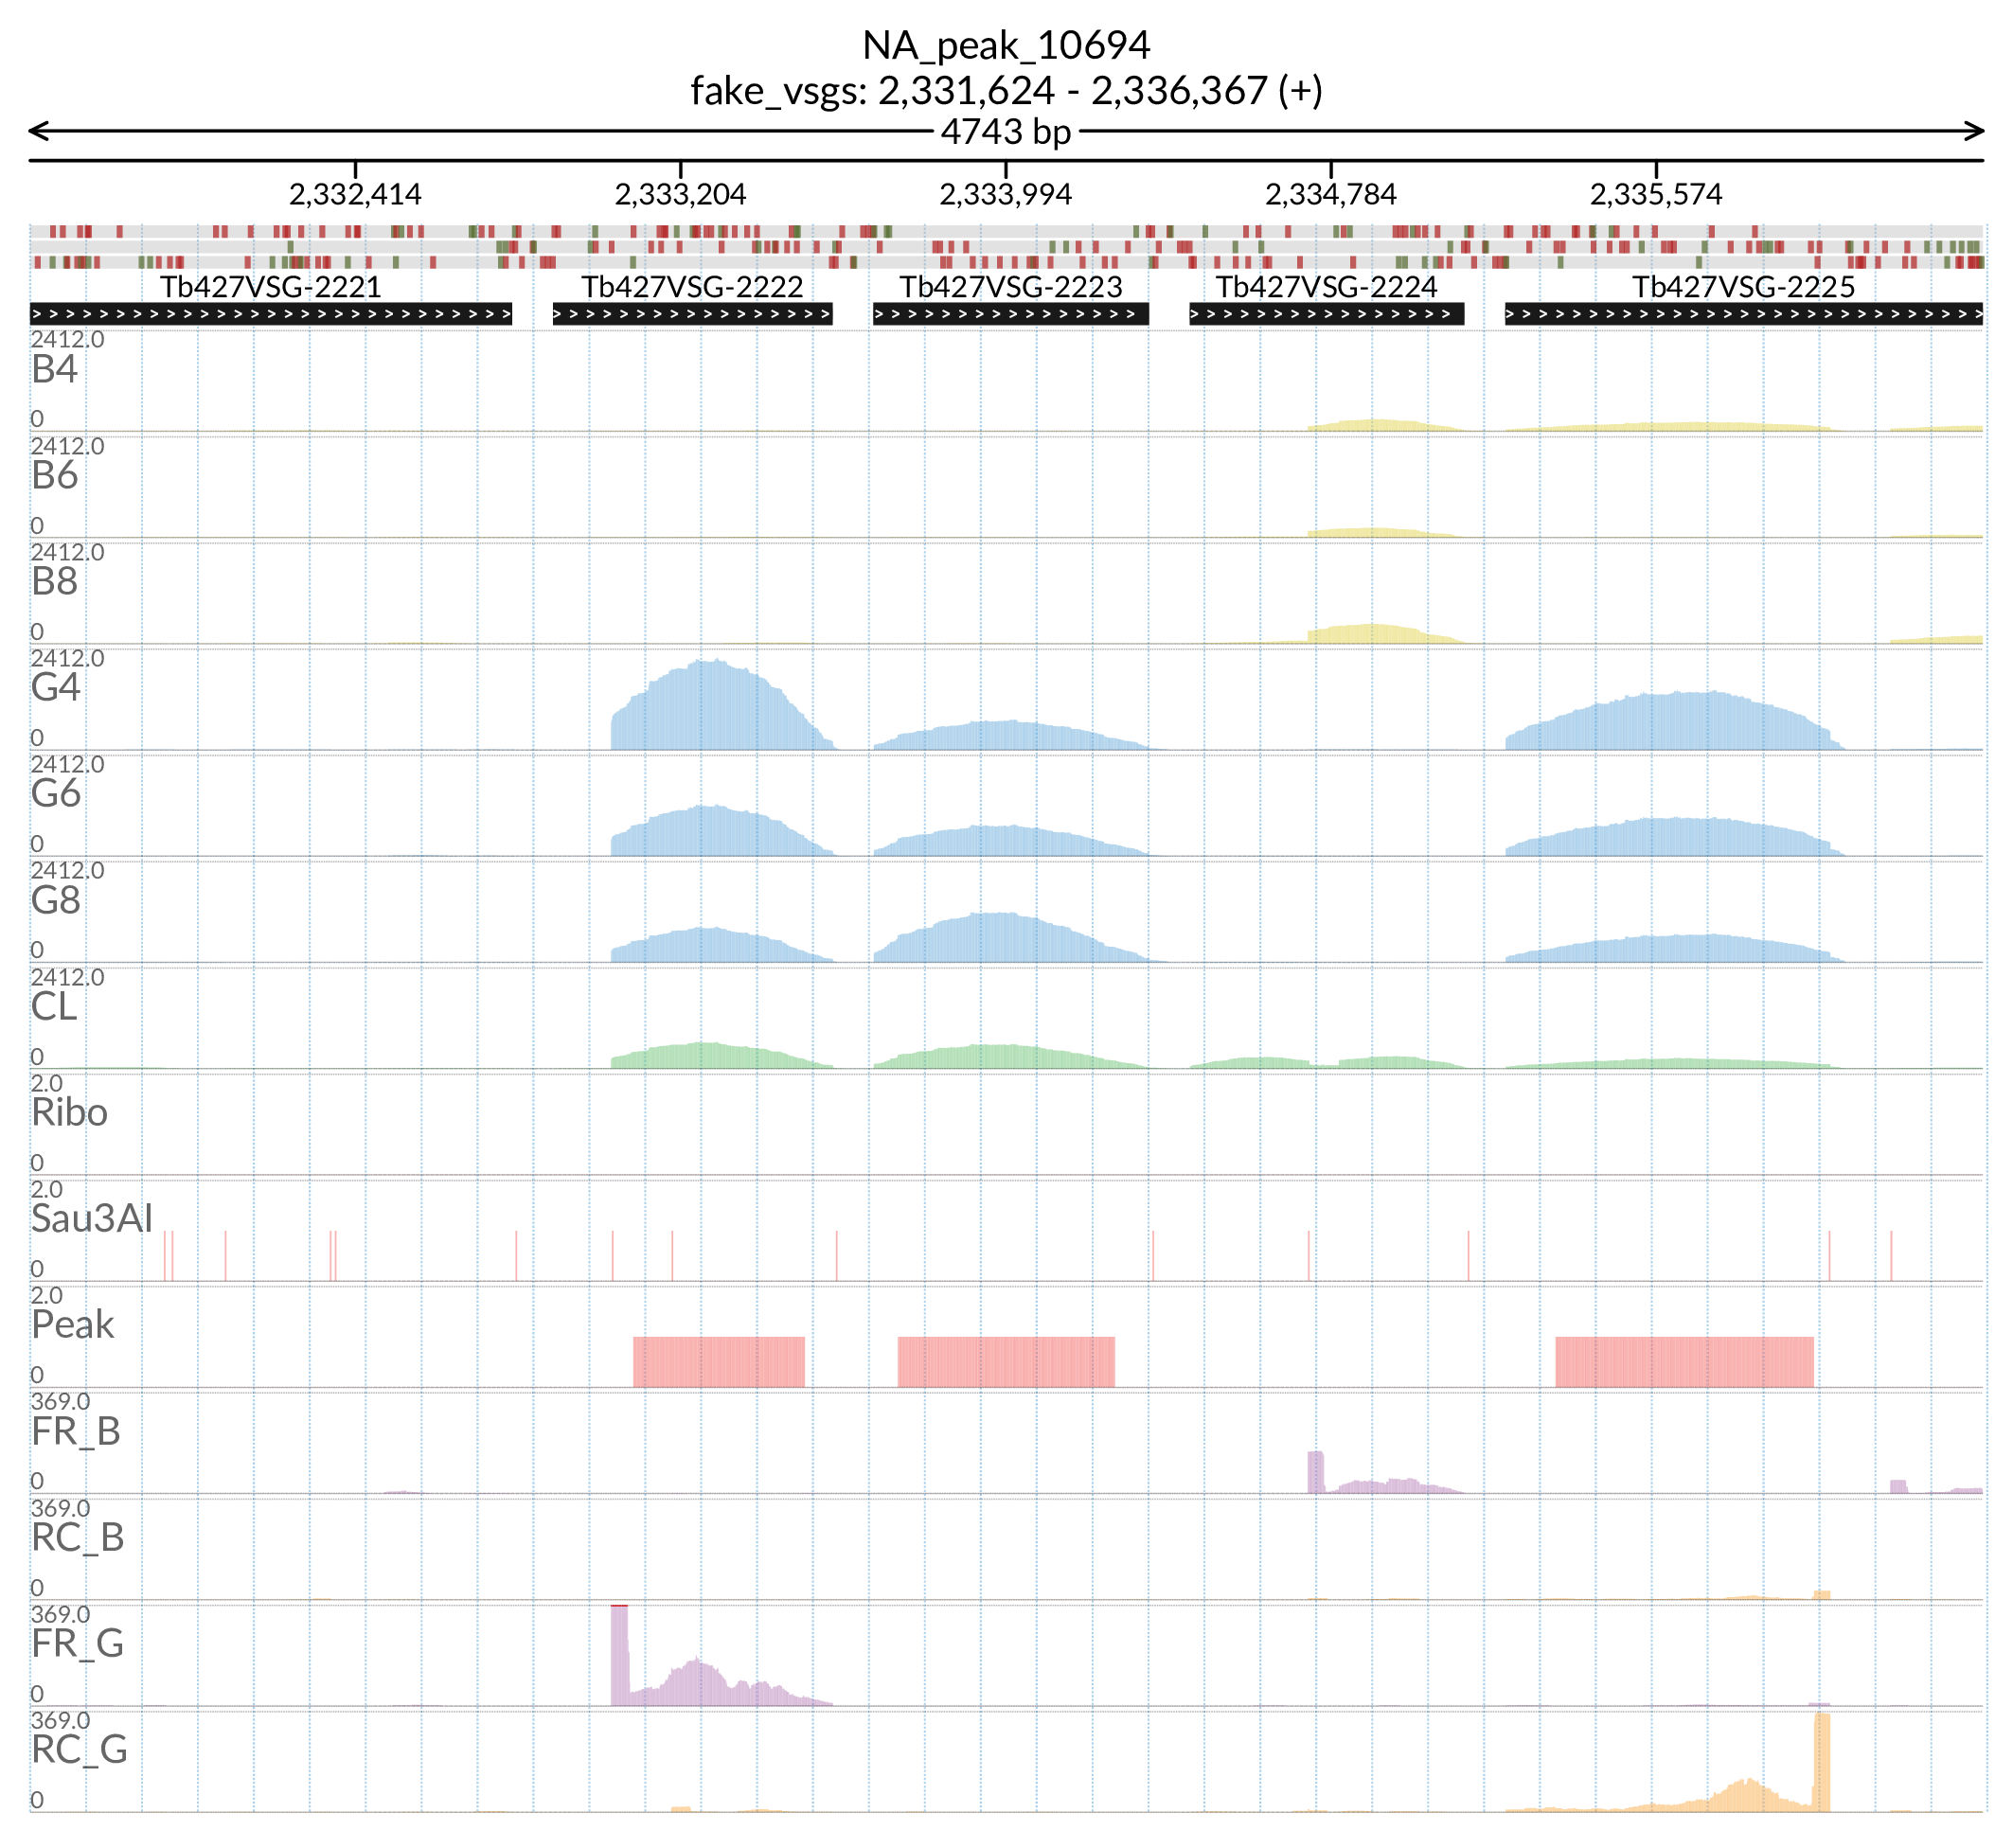 NA_peak_10694
fake_vsgs: 2,331,624 - 2,336,367 (+)
4743 bp
2,332,414 2,333,204 2,333,994 2,334,784 2,335,574
Tb427VSG-2221 Tb427VSG-2222 Tb427VSG-2223 Tb427VSG-2224 Tb427VSG-2225
2412.0
B4
0
2412.0
B6
0
2412.0
B8
0
2412.0
G4
0
2412.0
G6
0
2412.0
G8
0
2412.0
CL
0
2.0
Ribo
0
2.0
Sau3AI
0
2.0
Peak
0
369.0
FR_B
0
369.0
RC_B
0
369.0
FR_G
0
369.0
RC_G
0